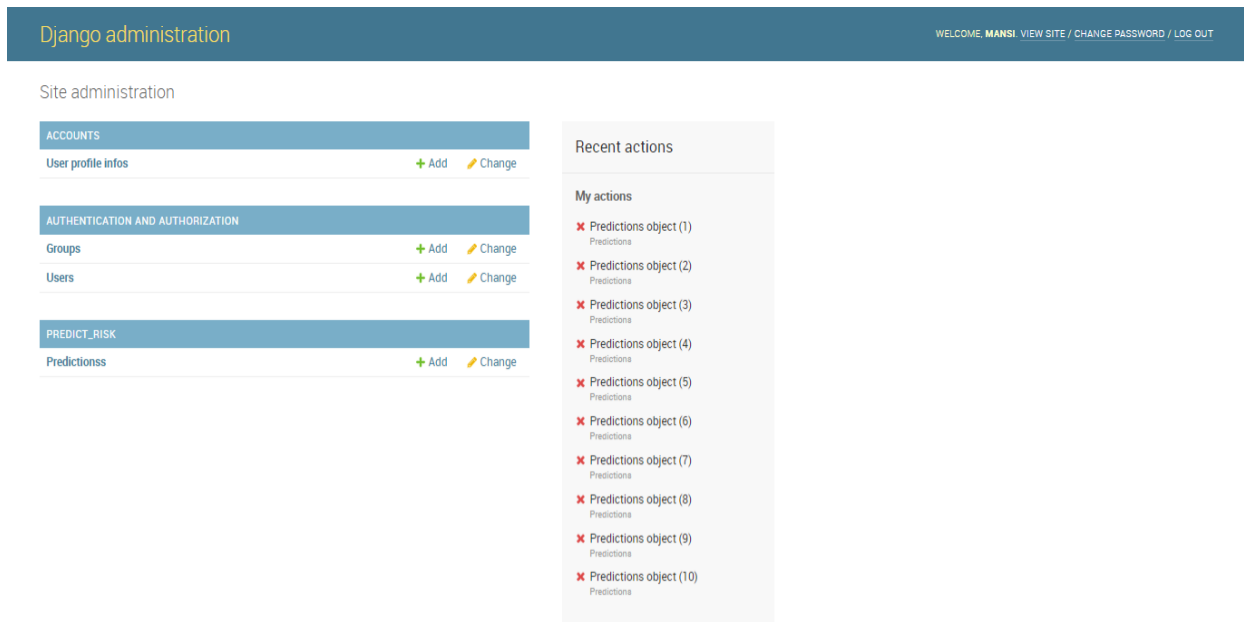 Django administration
WELCOME, MANSI. VIEW SITE / CHANGE PASSWORD / LOG OUT
Site administration
ACCOUNTS
User profile infos Add Change
AUTHENTICATION AND AUTHORIZATION
Groups Add Change
Users Add Change
PREDICT_RISK
Predictionss Add Change
Recent actions
My actions
Predictions object (1)
Predictions
Predictions object (2)
Predictions
Predictions object (3)
Predictions
Predictions object (4)
Predictions
Predictions object (5)
Predictions
Predictions object (6)
Predictions
Predictions object (7)
Predictions
Predictions object (8)
Predictions
Predictions object (9)
Predictions
Predictions object (10)
Predictions